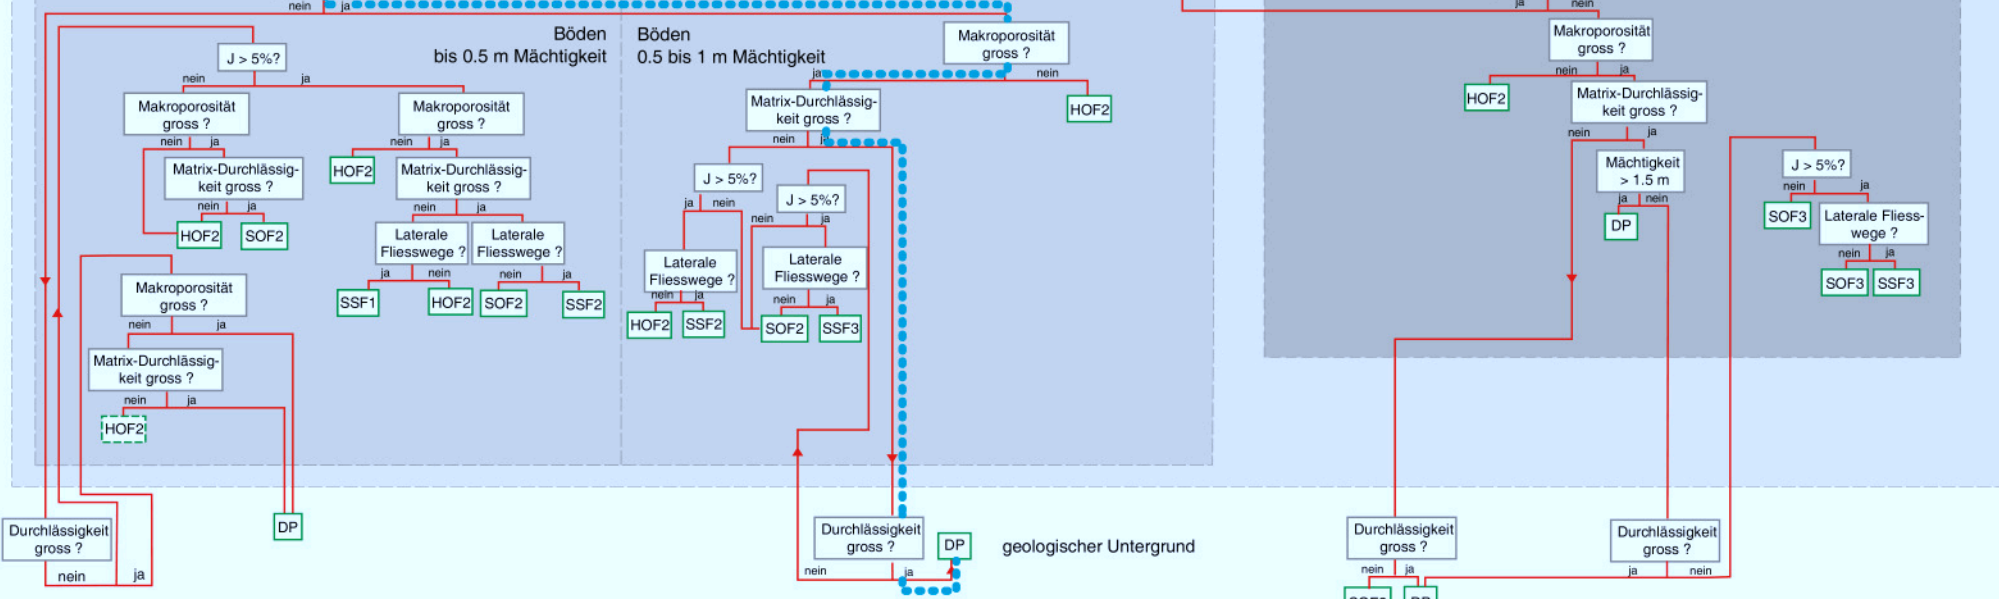 nein
ja
ja
nein
Böden
bis 0.5 m Mächtigkeit
Böden
0.5 bis 1 m Mächtigkeit
J > 5%?
nein
ja
Makroporosität
gross ?
nein
ja
Matrix-Durchlässig-
keit gross ?
nein
ja
HOF2
SOF2
Makroporosität
gross ?
nein
ja
HOF2
Matrix-Durchlässig-
keit gross ?
nein
ja
Laterale
Fliesswege ?
ja
nein
SSF1
HOF2
Laterale
Fliesswege ?
nein
ja
SOF2
SSF2
Makroporosität
gross ?
nein
ja
Matrix-Durchlässig-
keit gross ?
nein
ja
HOF2
DP
Durchlässigkeit
gross ?
nein
ja
Makroporosität
gross ?
ja
nein
HOF2
Matrix-Durchlässig-
keit gross ?
nein
J > 5%?
ja
nein
Laterale
Fliesswege ?
nein
ja
HOF2
SSF2
J > 5%?
nein
ja
Laterale
Fliesswege ?
nein
ja
SOF2
SSF3
Durchlässigkeit
gross ?
nein
ja
DP
geologischer Untergrund
Makroporosität
gross ?
nein
ja
HOF2
Matrix-Durchlässig-
keit gross ?
nein
ja
Mächtigkeit
> 1.5 m
ja
nein
DP
J > 5%?
nein
ja
SOF3
Laterale Fliess-
wege ?
nein
ja
SOF3
SSF3
Durchlässigkeit
gross ?
nein
ja
Durchlässigkeit
gross ?
ja
nein